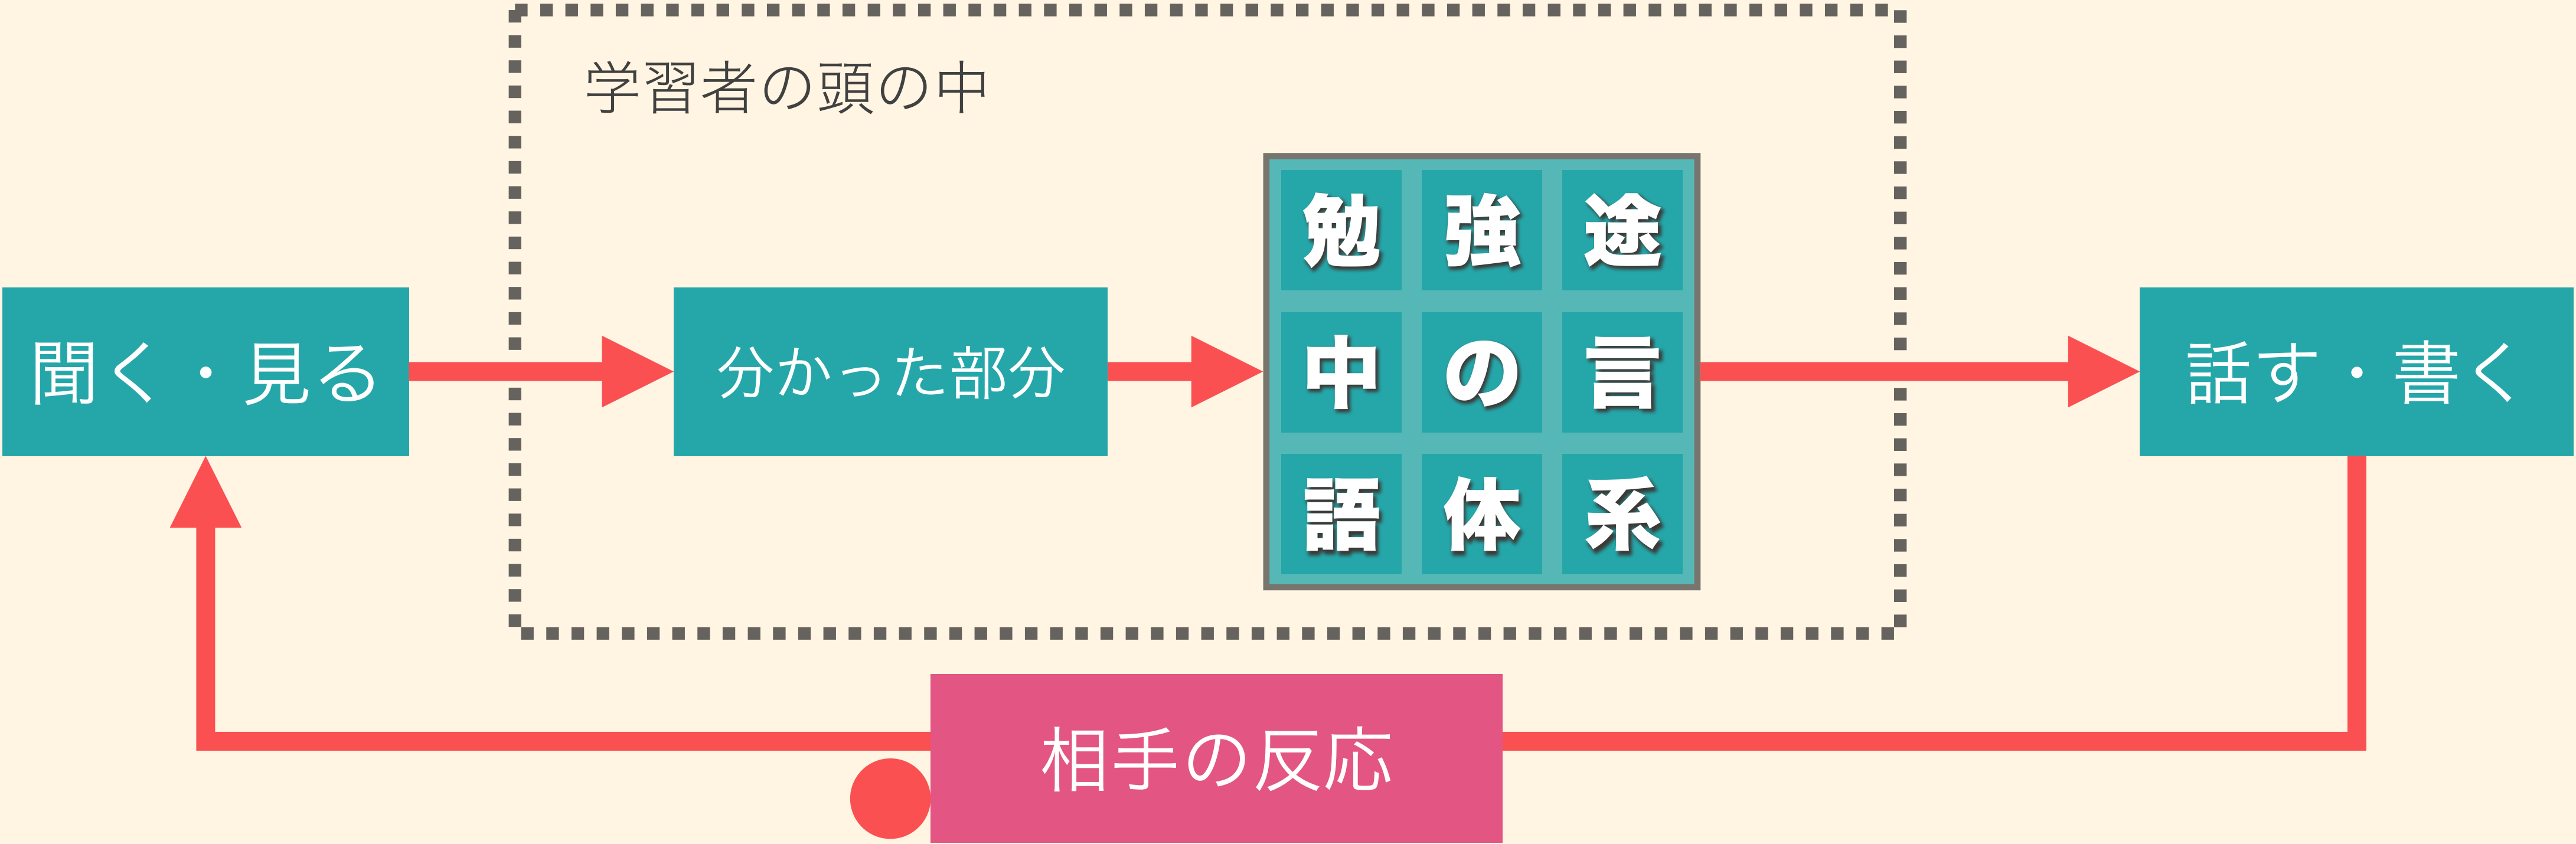 学習者の頭の中
聞く・見る
分かった部分
勉強途
中の言
語体系
話す・書く
相手の反応